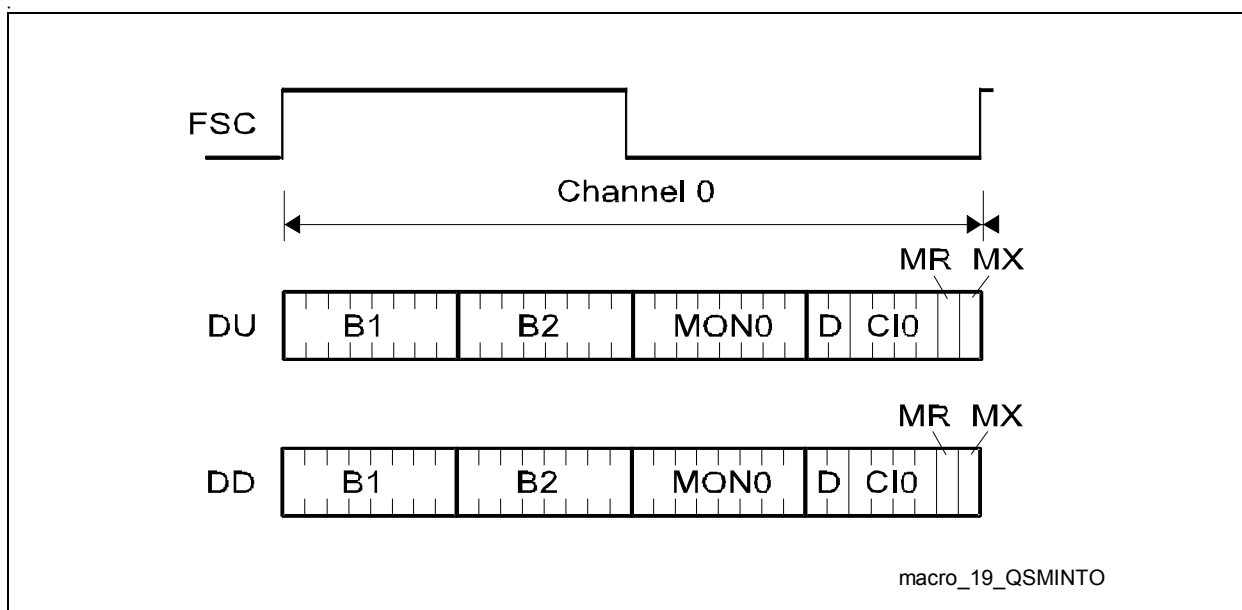 FSC
Channel 0
MR MX
DU B1 B2 MON0 D CI0
MR MX
DD B1 B2 MON0 D CI0
macro_19_QSMINTO